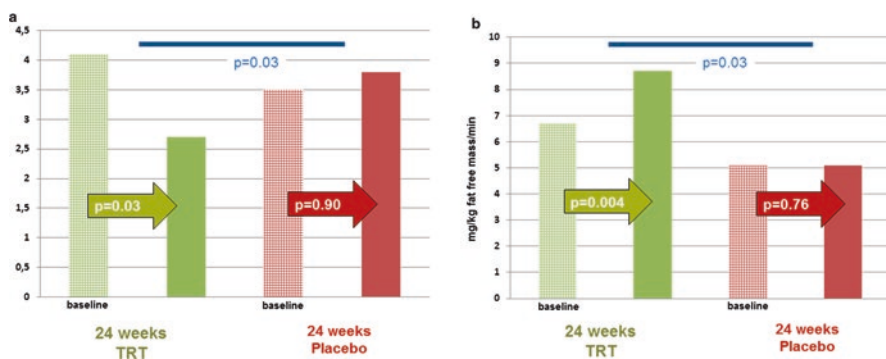 a
4,5
4
3,5
3
2,5
2
1,5
1
0,5
0
p=0.03
p=0.03
p=0.90
baseline
baseline
24 weeks
TRT
24 weeks
Placebo
b
mg/kg fat free mass/min
10
9
8
7
6
5
4
3
2
1
0
p=0.03
p=0.004
p=0.76
baseline
baseline
24 weeks
TRT
24 weeks
Placebo